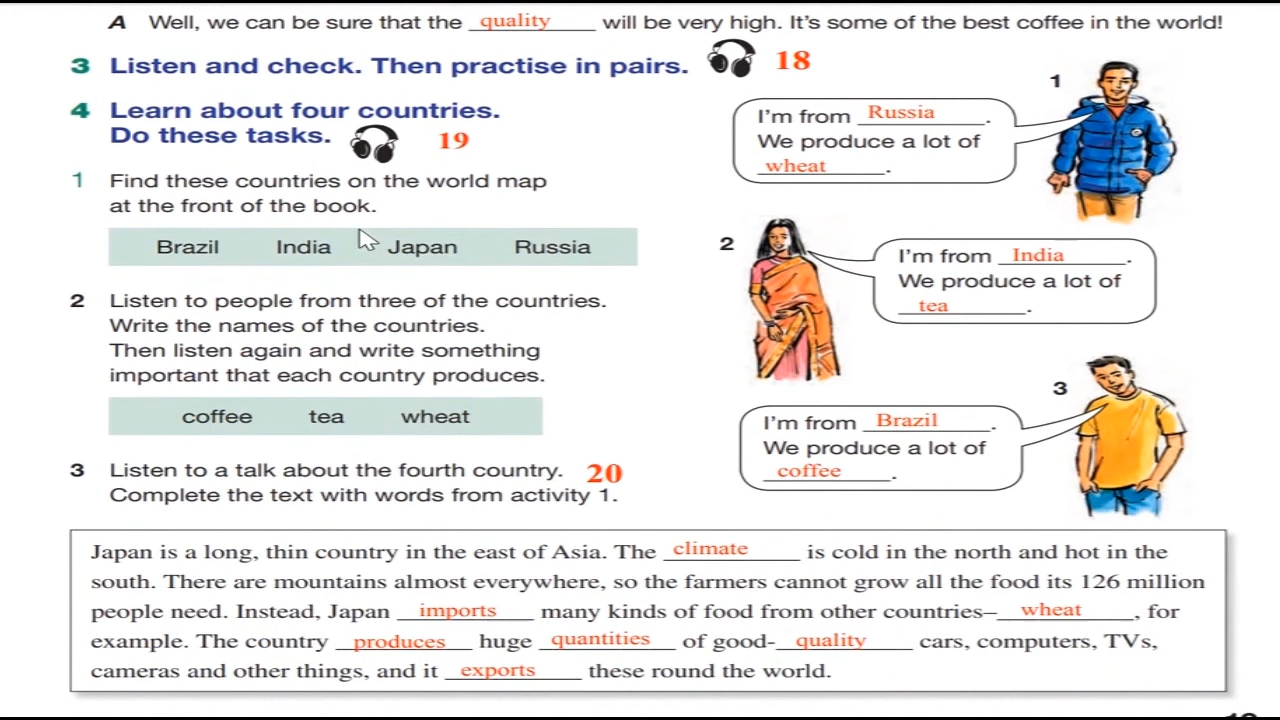 A Well, we can be sure that the quality will be very high. It's some of the best coffee in the world!
3 Listen and check. Then practise in pairs. 18
4 Learn about four countries.
Do these tasks. 19
1 Find these countries on the world map
at the front of the book.
Brazil India Japan Russia
2 Listen to people from three of the countries.
Write the names of the countries.
Then listen again and write something
important that each country produces.
coffee tea wheat
3 Listen to a talk about the fourth country. 20
Complete the text with words from activity 1.
1
I'm from Russia.
We produce a lot of
wheat.
2
I'm from India.
We produce a lot of
tea.
3
I'm from Brazil.
We produce a lot of
coffee.
Japan is a long, thin country in the east of Asia. The climate is cold in the north and hot in the
south. There are mountains almost everywhere, so the farmers cannot grow all the food its 126 million
people need. Instead, Japan imports many kinds of food from other countries–wheat, for
example. The country produces huge quantities of good-quality cars, computers, TVs,
cameras and other things, and it exports these round the world.